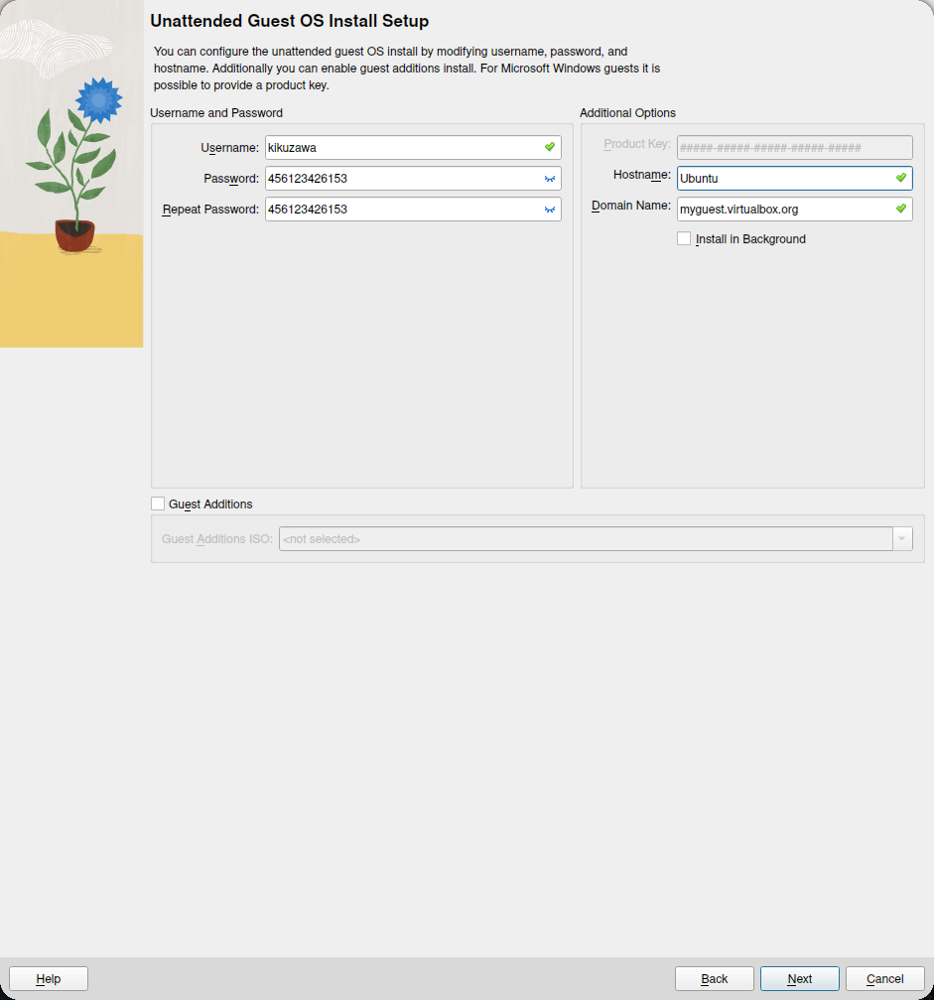 Unattended Guest OS Install Setup
You can configure the unattended guest OS install by modifying username, password, and
hostname. Additionally you can enable guest additions install. For Microsoft Windows guests it is
possible to provide a product key.
Username and Password
Username: kikuzawa
Password: 456123426153
Repeat Password: 456123426153
Additional Options
Product Key: #####-#####-#####-#####-#####
Hostname: Ubuntu
Domain Name: myguest.virtualbox.org
Install in Background
Guest Additions
Guest Additions ISO: <not selected>
Help Back Next Cancel